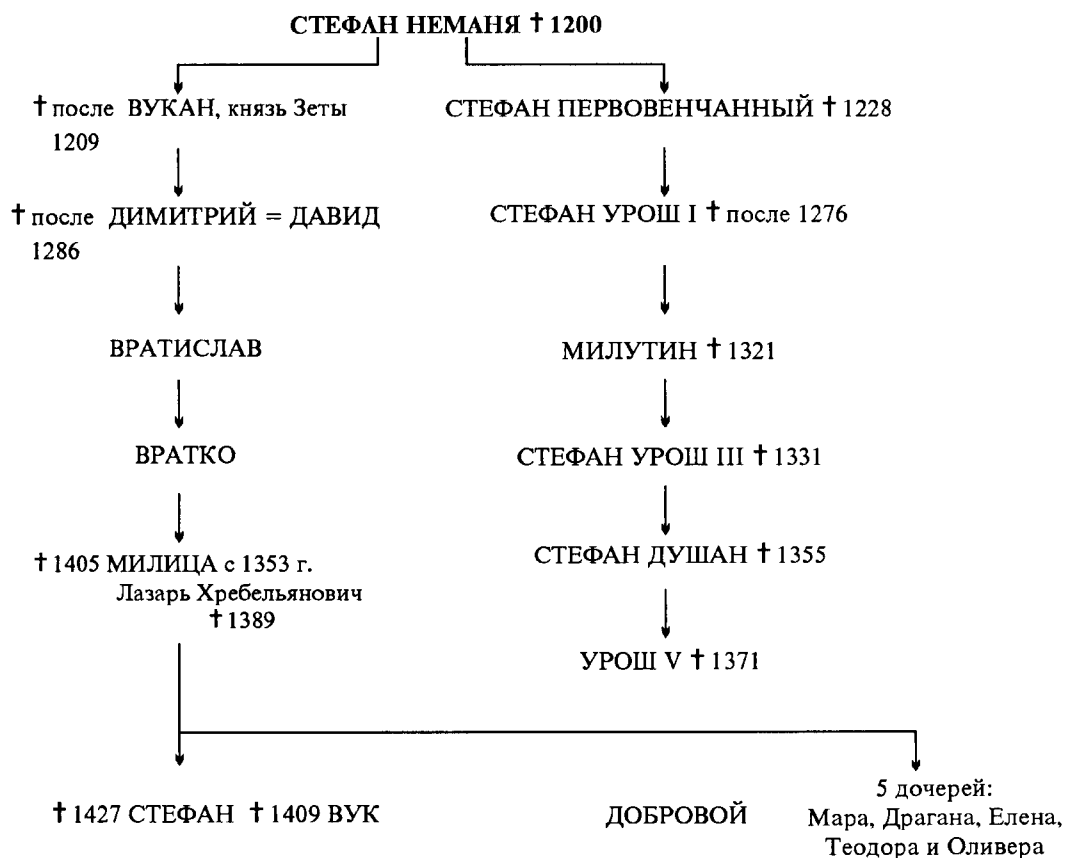 СТЕФАН НЕМАНЯ † 1200
† после ВУКАН, князь Зеты
1209
СТЕФАН ПЕРВОВЕНЧАННЫЙ † 1228
† после ДИМИТРИЙ = ДАВИД
1286
СТЕФАН УРОШ I † после 1276
ВРАТИСЛАВ
МИЛУТИН † 1321
ВРАТКО
СТЕФАН УРОШ III † 1331
† 1405 МИЛИЦА с 1353 г.
Лазарь Хребельянович
† 1389
СТЕФАН ДУШАН † 1355
УРОШ V † 1371
† 1427 СТЕФАН † 1409 ВУК
ДОБРОВОЙ
5 дочерей:
Мара, Драгана, Елена,
Теодора и Оливера